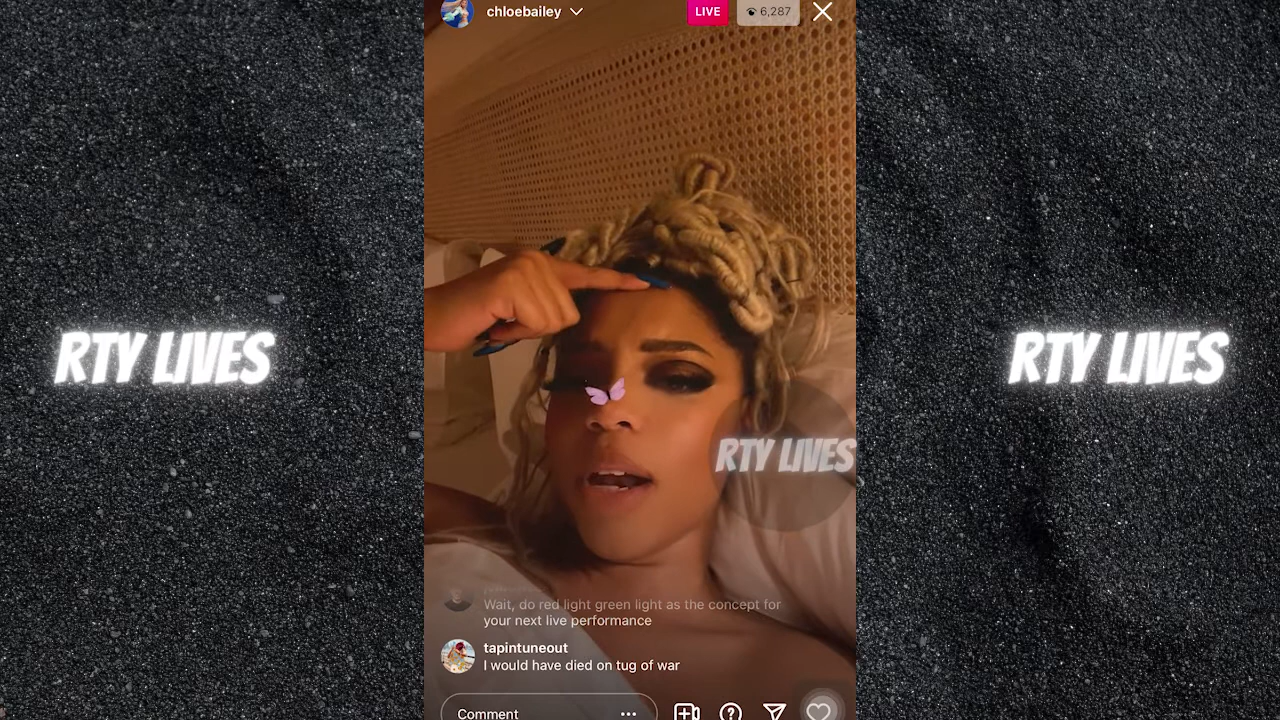 chloebailey
LIVE
6,287
RTY LIVES
RTY LIVES
RTY LIVES
Wait, do red light green light as the concept for
your next live performance
tapintuneout
I would have died on tug of war
Comment